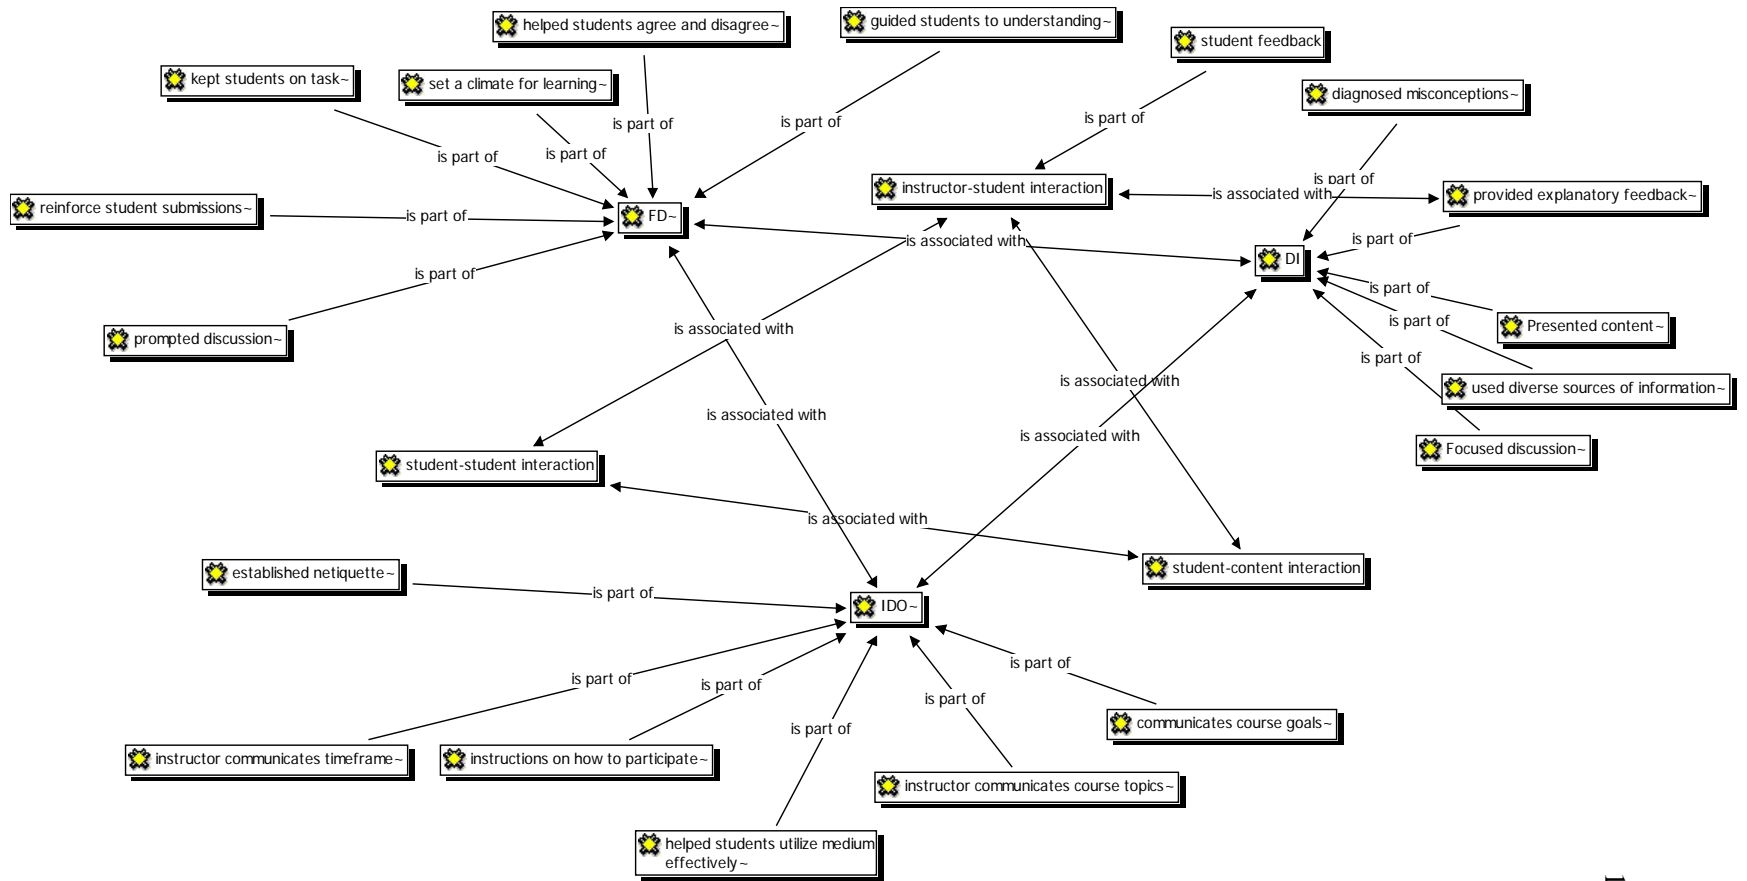 helped students agree and disagree~
guided students to understanding~
student feedback
kept students on task~
set a climate for learning~
diagnosed misconceptions~
is part of
is part of
is part of
is part of
is part of
is part of
instructor-student interaction
is associated with
provided explanatory feedback~
reinforce student submissions~
is part of
FD~
is associated with
is part of
DI
is part of
is part of
prompted discussion~
is associated with
is part of
Presented content~
is part of
is associated with
used diverse sources of information~
is associated with
is associated with
Focused discussion~
student-student interaction
is associated with
student-content interaction
established netiquette~
is part of
IDO~
is part of
is part of
is part of
is part of
is part of
communicates course goals~
instructor communicates timeframe~
instructions on how to participate~
instructor communicates course topics~
helped students utilize medium
effectively~